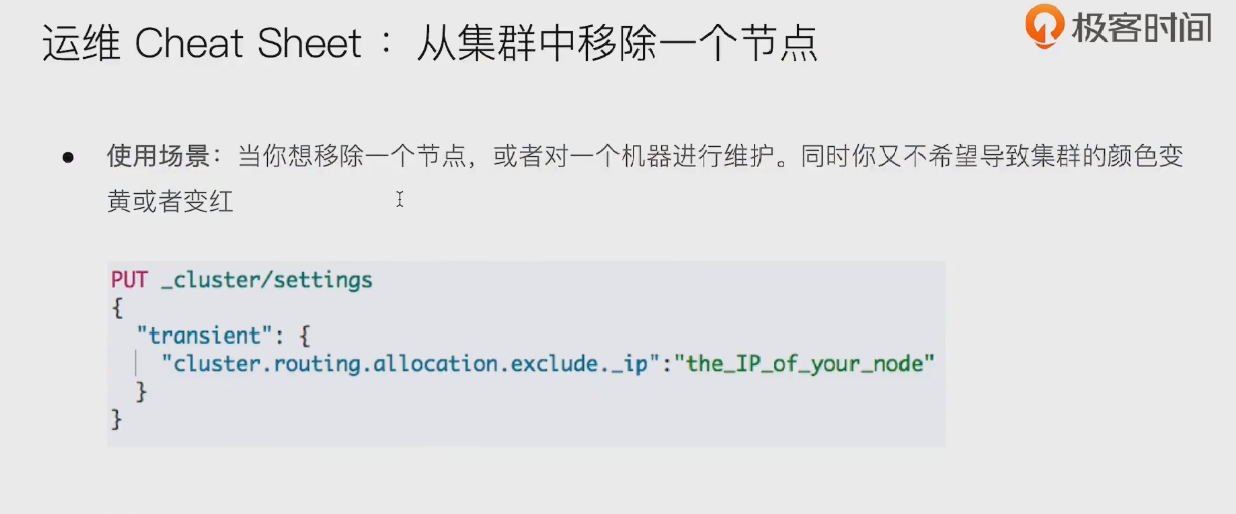 运维 Cheat Sheet ： 从集群中移除一个节点
极客时间
● 使用场景：当你想移除一个节点，或者对一个机器进行维护。同时你又不希望导致集群的颜色变
黄或者变红
PUT _cluster/settings
{
  "transient": {
    "cluster.routing.allocation.exclude._ip":"the_IP_of_your_node"
  }
}